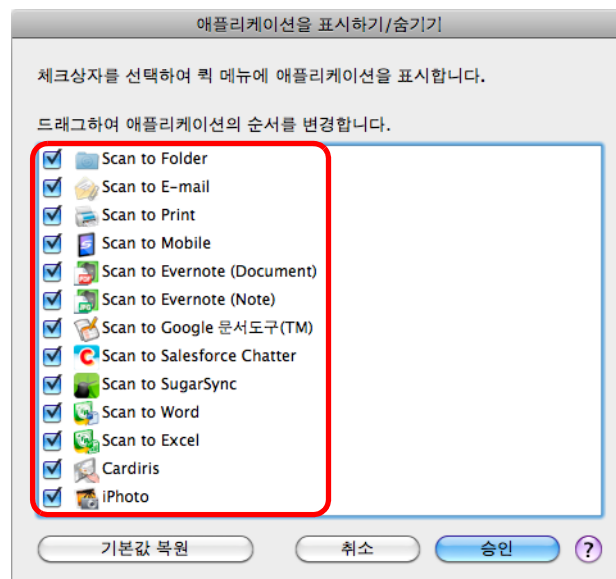 애플리케이션을 표시하기/숨기기
체크상자를 선택하여 퀵 메뉴에 애플리케이션을 표시합니다.
드래그하여 애플리케이션의 순서를 변경합니다.
Scan to Folder
Scan to E-mail
Scan to Print
Scan to Mobile
Scan to Evernote (Document)
Scan to Evernote (Note)
Scan to Google 문서도구(TM)
Scan to Salesforce Chatter
Scan to SugarSync
Scan to Word
Scan to Excel
Cardiris
iPhoto
기본값 복원 취소 승인 ?